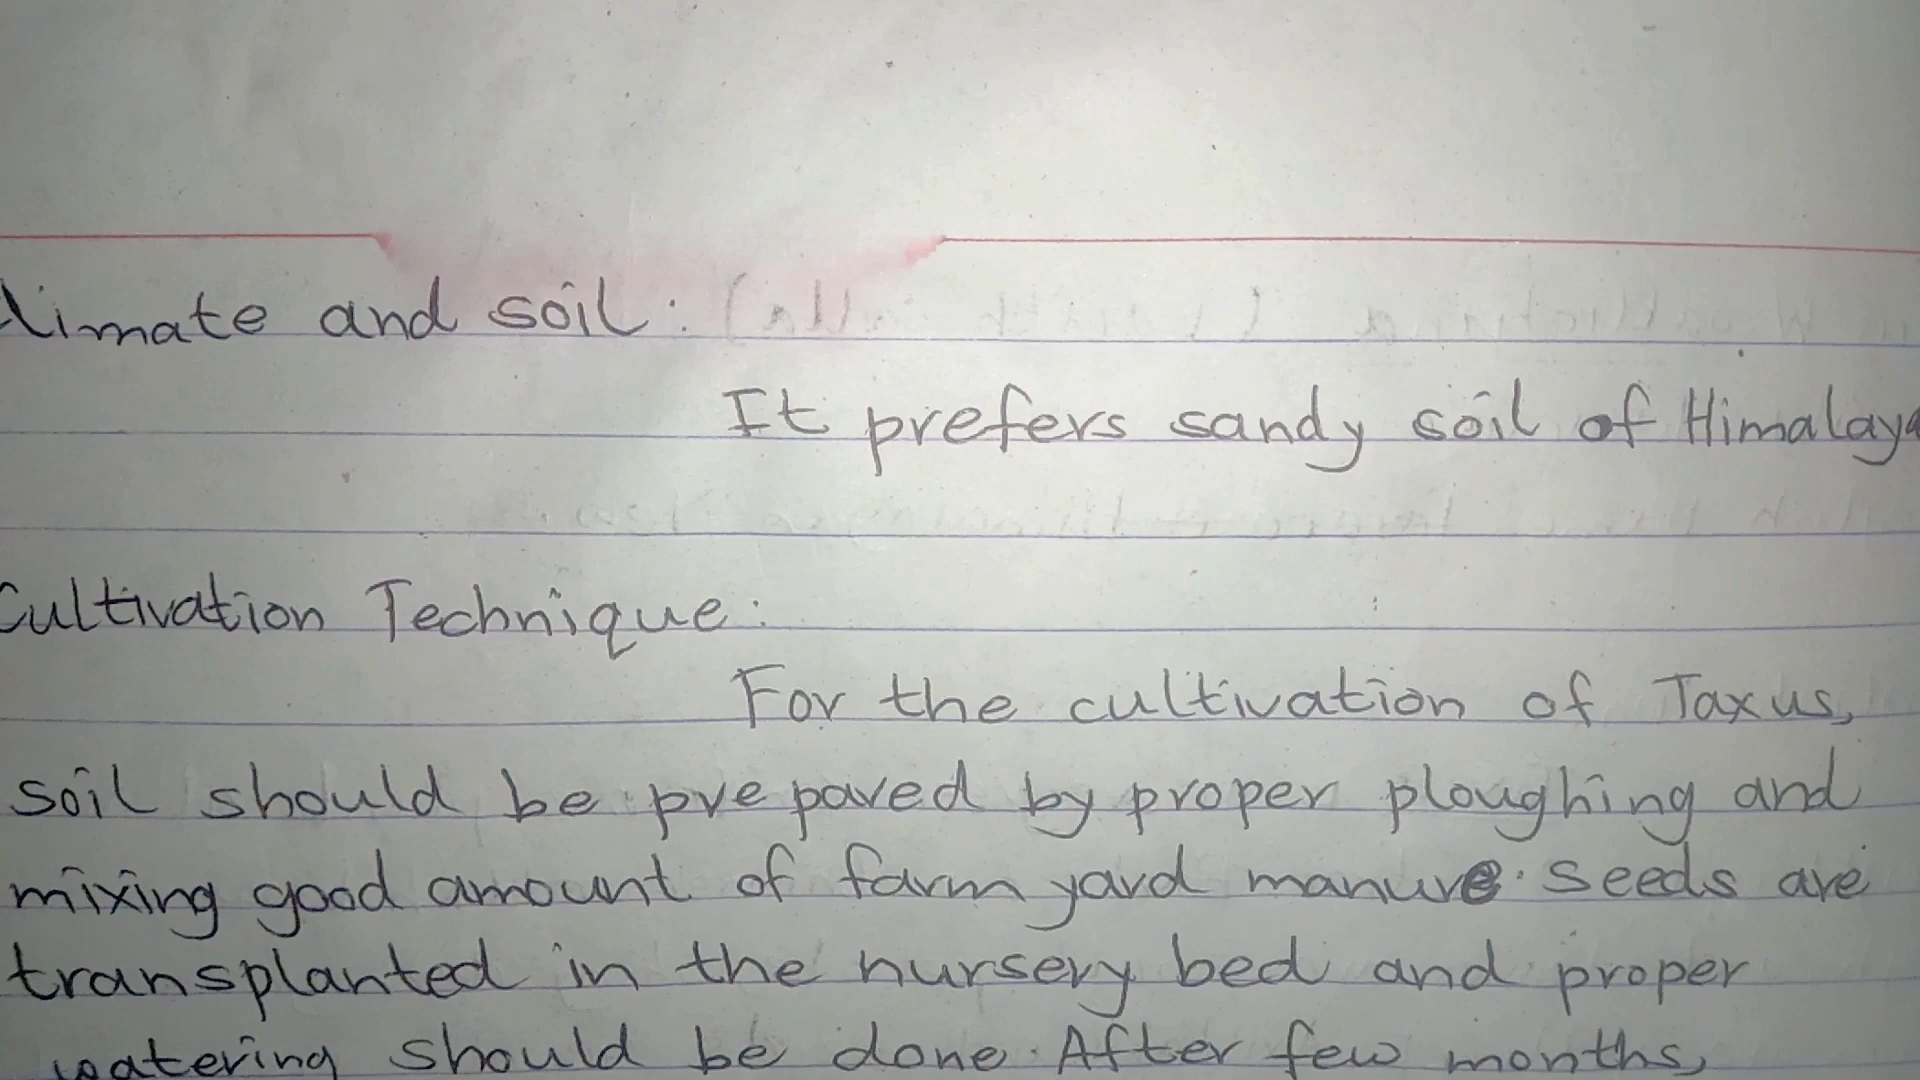 limate and soil:
It prefers sandy soil of Himalaya
Cultivation Technique:
For the cultivation of Taxus,
soil should be prepared by proper ploughing and
mixing good amount of farm yard manure. Seeds are
transplanted in the nursery bed and proper
watering should be done. After few months,